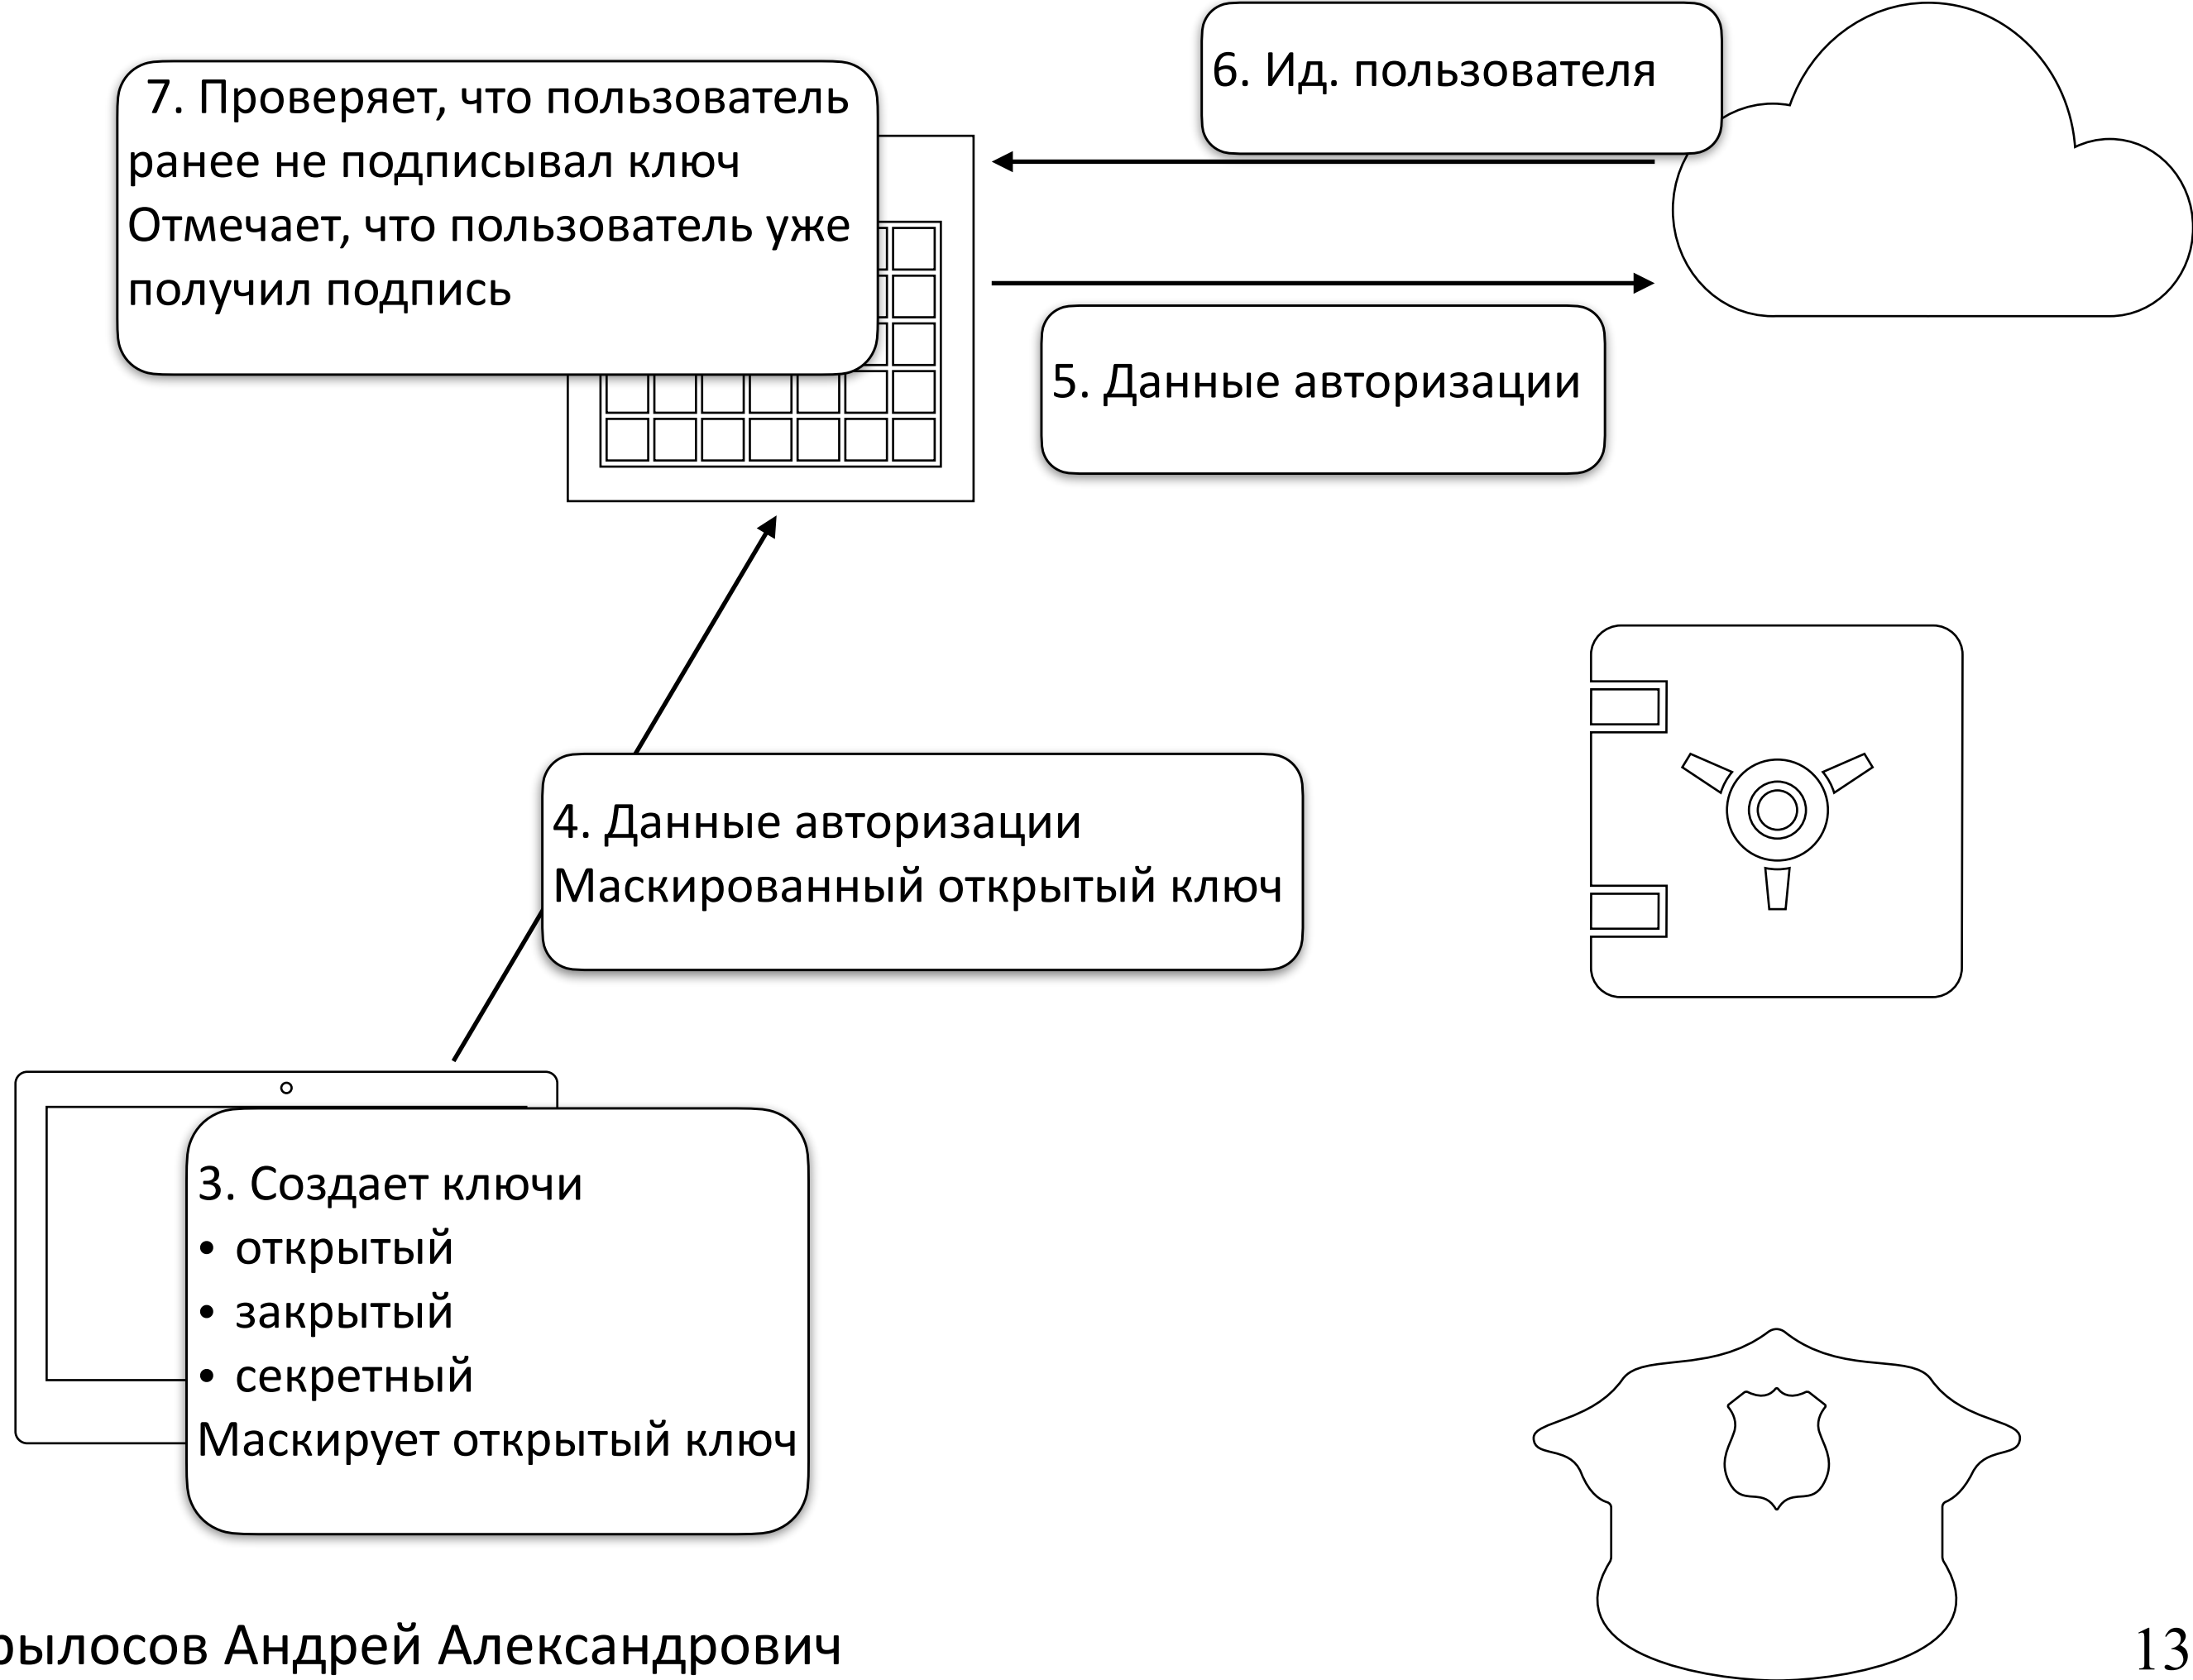 6. Ид. пользователя
7. Проверяет, что пользователь
ранее не подписывал ключ
Отмечает, что пользователь уже
получил подпись
5. Данные авторизации
4. Данные авторизации
Маскированный открытый ключ
3. Создает ключи
• открытый
• закрытый
• секретный
Маскирует открытый ключ
Андрей Александрович
13